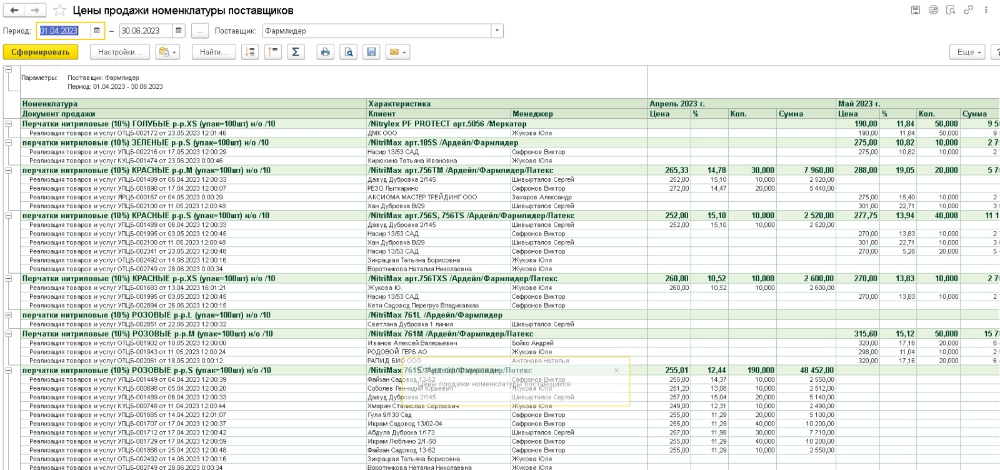 Цены продажи номенклатуры поставщиков
Период: 01.04.2023 – 30.06.2023 ... Поставщик: Фармлидер
Сформировать Настройки... Найти... Σ Еще ?
Параметры: Поставщик: Фармлидер
Период: 01.04.2023 - 30.06.2023
Номенклатура Характеристика Апрель 2023 г. Май 2023 г.
Документ продажи Клиент Менеджер Цена % Кол. Сумма Цена % Кол. Сумма
Перчатки нитриловые (10%) ГОЛУБЫЕ р-р.XS (упак=100шт) н/о /10 /Nitrylex PF PROTECT арт.5056 /Меркатор 190,00 11,84 50,000
Реализация товаров и услуг ОТЦБ-002172 от 23.05.2023 12:01:46 ДМК ООО Жукова Юля 190,00 11,84 50,000
перчатки нитриловые (10%) ЗЕЛЕНЫЕ р-р.S (упак=100шт) н/о /10 /NitriMax арт.185S /Ардейл/Фармлидер 275,00 10,82 10,000
Реализация товаров и услуг УПЦБ-002216 от 17.05.2023 12:00:29 Насир 13/53 САД Сафронов Виктор 275,00 10,82 10,000
Реализация товаров и услуг КУЦБ-001474 от 23.06.2023 0:00:46 Кирюхина Татьяна Ивановна Жукова Юля
Перчатки нитриловые (10%) КРАСНЫЕ р-р.M (упак=100шт) н/о /10 /NitriMax арт.756TM /Ардейл/Фармлидер/Латекс 265,33 14,78 30,000 7 960,00 288,00 19,05 20,000
Реализация товаров и услуг УПЦБ-001489 от 06.04.2023 12:00:33 Давуд Дубровка 2/145 Шивырталов Сергей 252,00 15,10 10,000 2 520,00
Реализация товаров и услуг УПЦБ-001690 от 17.04.2023 12:00:07 РЕЗО Лыткарино Сафронов Виктор 272,00 14,47 20,000 5 440,00
Реализация товаров и услуг ЯРЦБ-000167 от 04.05.2023 0:00:29 АКСИОМА МАСТЕР ТРЕЙДИНГ ООО Захаров Александр 275,00 15,40 10,000
Реализация товаров и услуг УПЦБ-002100 от 11.05.2023 12:00:48 Хан Дубровка В/29 Шивырталов Сергей 301,00 22,71 10,000
Перчатки нитриловые (10%) КРАСНЫЕ р-р.S (упак=100шт) н/о /10 /NitriMax арт.756S, 756TS /Ардейл/Фармлидер/Латекс 252,00 15,10 10,000 2 520,00 277,75 13,94 40,000
Реализация товаров и услуг УПЦБ-001489 от 06.04.2023 12:00:33 Давуд Дубровка 2/145 Шивырталов Сергей 252,00 15,10 10,000 2 520,00
Реализация товаров и услуг УПЦБ-001995 от 03.05.2023 12:00:45 Насир 13/53 САД Сафронов Виктор 270,00 13,83 10,000
Реализация товаров и услуг УПЦБ-002100 от 11.05.2023 12:00:48 Хан Дубровка В/29 Шивырталов Сергей 301,00 22,71 10,000
Реализация товаров и услуг УПЦБ-002341 от 23.05.2023 12:00:48 Насир 13/53 САД Сафронов Виктор 270,00 5,28 20,000
Реализация товаров и услуг ОТЦБ-002492 от 14.06.2023 12:00:16 Зикрацкая Татьяна Борисовна Жукова Юля
Реализация товаров и услуг ОТЦБ-002749 от 28.06.2023 0:00:34 Воротникова Наталия Николаевна Жукова Юля
Перчатки нитриловые (10%) КРАСНЫЕ р-р.XS (упак=100шт) н/о /10 /NitriMax арт.756TXS /Ардейл/Фармлидер/Латекс 260,00 10,52 10,000 2 600,00 270,00 13,83 10,000
Реализация товаров и услуг УПЦБ-001683 от 13.04.2023 16:01:21 Жукова Ю. Жукова Юля 260,00 10,52 10,000 2 600,00
Реализация товаров и услуг УПЦБ-001995 от 03.05.2023 12:00:45 Насир 13/53 САД Сафронов Виктор 270,00 13,83 10,000
Реализация товаров и услуг УПЦБ-002894 от 26.06.2023 12:00:15 Кети Садовод Перегруз Владикавказ Сафронов Виктор
перчатки нитриловые (10%) РОЗОВЫЕ р-р.L (упак=100шт) н/о /10 /NitriMax 761L /Ардейл/Фармлидер
Реализация товаров и услуг УПЦБ-002851 от 22.06.2023 12:00:32 Светлана Дубровка 1 линия Шивырталов Сергей
Перчатки нитриловые (10%) РОЗОВЫЕ р-р.M (упак=100шт) н/о /10 /NitriMax 761M /Ардейл/Фармлидер/Латекс 315,60 15,12 50,000
Реализация товаров и услуг ОТЦБ-001902 от 10.05.2023 12:00:00 Иванов Алексей Валерьевич Бойко Андрей 320,00 17,16 20,000
Реализация товаров и услуг ОТЦБ-001943 от 11.05.2023 12:00:24 РОДОВОЙ ГЕРБ АО Жукова Юля 298,00 11,04 10,000
Реализация товаров и услуг ОТЦБ-002061 от 18.05.2023 0:00:12 РАПИД БИО ООО Антонова Наталья 320,00 17,16 20,000
Перчатки нитриловые (10%) РОЗОВЫЕ р-р.S (упак=100шт) н/о /10 /NitriMax 761S /Ардейл/Фармлидер/Латекс 255,01 12,44 190,000 48 452,00
Реализация товаров и услуг УПЦБ-001449 от 04.04.2023 12:00:39 Файзан Садовод 13-62 Сафронов Виктор 255,00 14,37 10,000 2 550,00
Цены продажи номенклатуры поставщиков
Реализация товаров и услуг КУЦБ-000698 от 05.04.2023 12:00:20 Соболев Геннадий Юрьевич Жукова Юля 251,20 13,08 10,000 2 512,00
Реализация товаров и услуг УПЦБ-001489 от 06.04.2023 12:00:33 Давуд Дубровка 2/145 Шивырталов Сергей 257,00 15,04 20,000 5 140,00
Реализация товаров и услуг КУЦБ-000748 от 11.04.2023 12:00:44 Хмарин Станислав Сергеевич Жукова Юля 249,00 12,31 10,000 2 490,00
Реализация товаров и услуг УПЦБ-001685 от 14.04.2023 12:01:07 Гуля 9/130 Сад Сафронов Виктор 255,00 11,29 20,000 5 100,00
Реализация товаров и услуг УПЦБ-001707 от 17.04.2023 12:00:37 Икрам Садовод 13/02-04 Сафронов Виктор 255,00 11,29 40,000 10 200,00
Реализация товаров и услуг УПЦБ-001712 от 17.04.2023 12:00:42 Абдула Дуброка 1/173 Шивырталов Сергей 257,00 11,98 30,000 7 710,00
Реализация товаров и услуг УПЦБ-001729 от 17.04.2023 12:00:59 Икрам Люблино 2/1-58 Сафронов Виктор 255,00 11,29 40,000 10 200,00
Реализация товаров и услуг УПЦБ-001866 от 25.04.2023 12:00:48 Файзан Садовод 13-62 Сафронов Виктор 255,00 11,29 10,000 2 550,00
Реализация товаров и услуг ОТЦБ-002492 от 14.06.2023 12:00:16 Зикрацкая Татьяна Борисовна Жукова Юля
Реализация товаров и услуг ОТЦБ-002749 от 28.06.2023 0:00:34 Воротникова Наталия Николаевна Жукова Юля